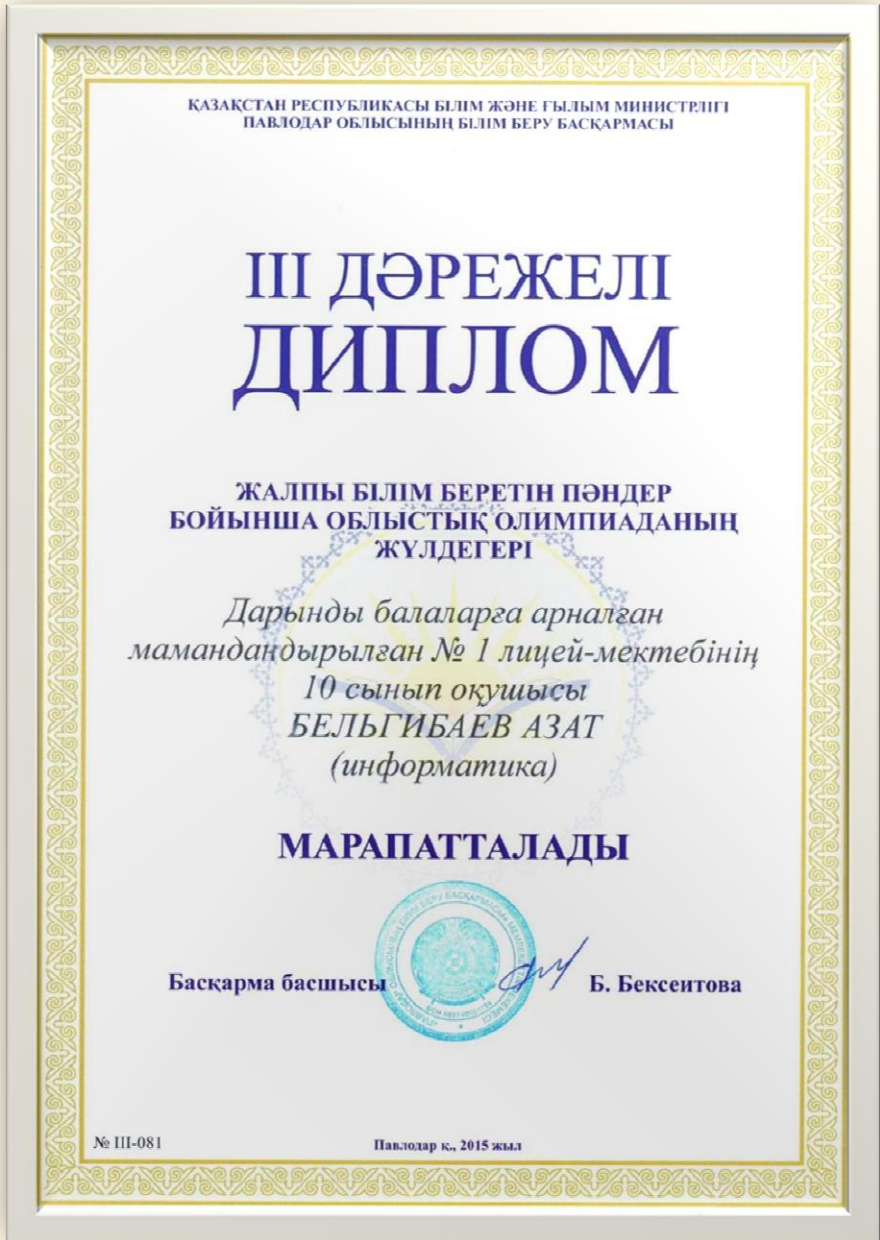 ҚАЗАҚСТАН РЕСПУБЛИКАСЫ БІЛІМ ЖӘНЕ ҒЫЛЫМ МИНИСТРЛІГІ
ПАВЛОДАР ОБЛЫСЫНЫҢ БІЛІМ БЕРУ БАСҚАРМАСЫ
III ДӘРЕЖЕЛІ
ДИПЛОМ
ЖАЛПЫ БІЛІМ БЕРЕТІН ПӘНДЕР
БОЙЫНША ОБЛЫСТЫҚ ОЛИМПИАДАНЫҢ
ЖҮЛДЕГЕРІ
Дарынды балаларға арналған
мамандандырылған № 1 лицей-мектебінің
10 сынып оқушысы
БЕЛЬГИБАЕВ АЗАТ
(информатика)
МАРАПАТТАЛАДЫ
Басқарма басшысы Б. Бексеитова
№ III-081
Павлодар қ., 2015 жыл